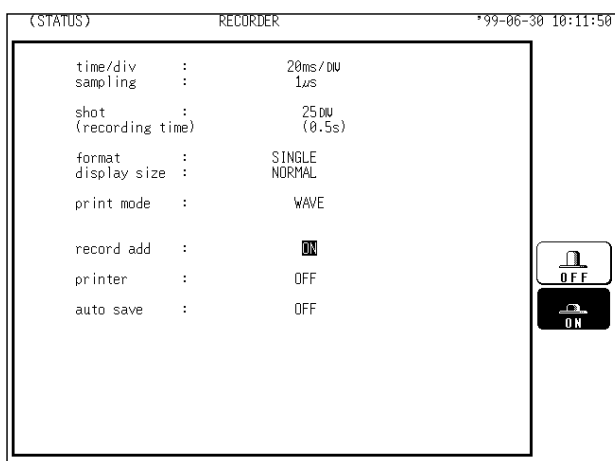 (STATUS) RECORDER '99-06-30 10:11:50
time/div : 20ms/DIV
sampling : 1μs
shot : 25DIV
(recording time) (0.5s)
format : SINGLE
display size : NORMAL
print mode : WAVE
record add : ON
printer : OFF
auto save : OFF
OFF
ON